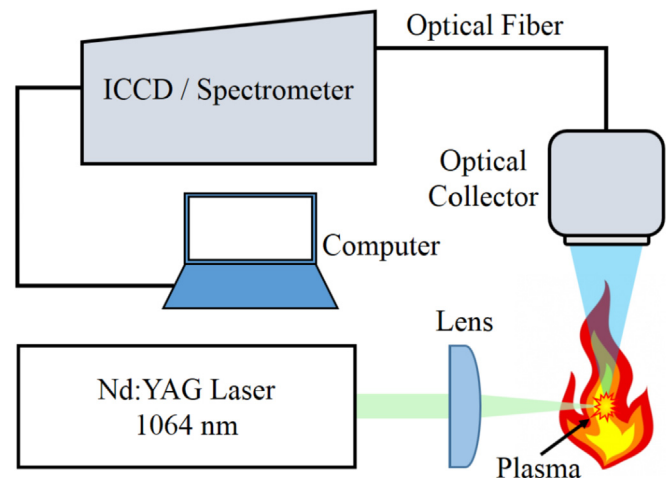 Optical Fiber
ICCD / Spectrometer
Optical
Collector
Computer
Lens
Nd:YAG Laser
1064 nm
Plasma